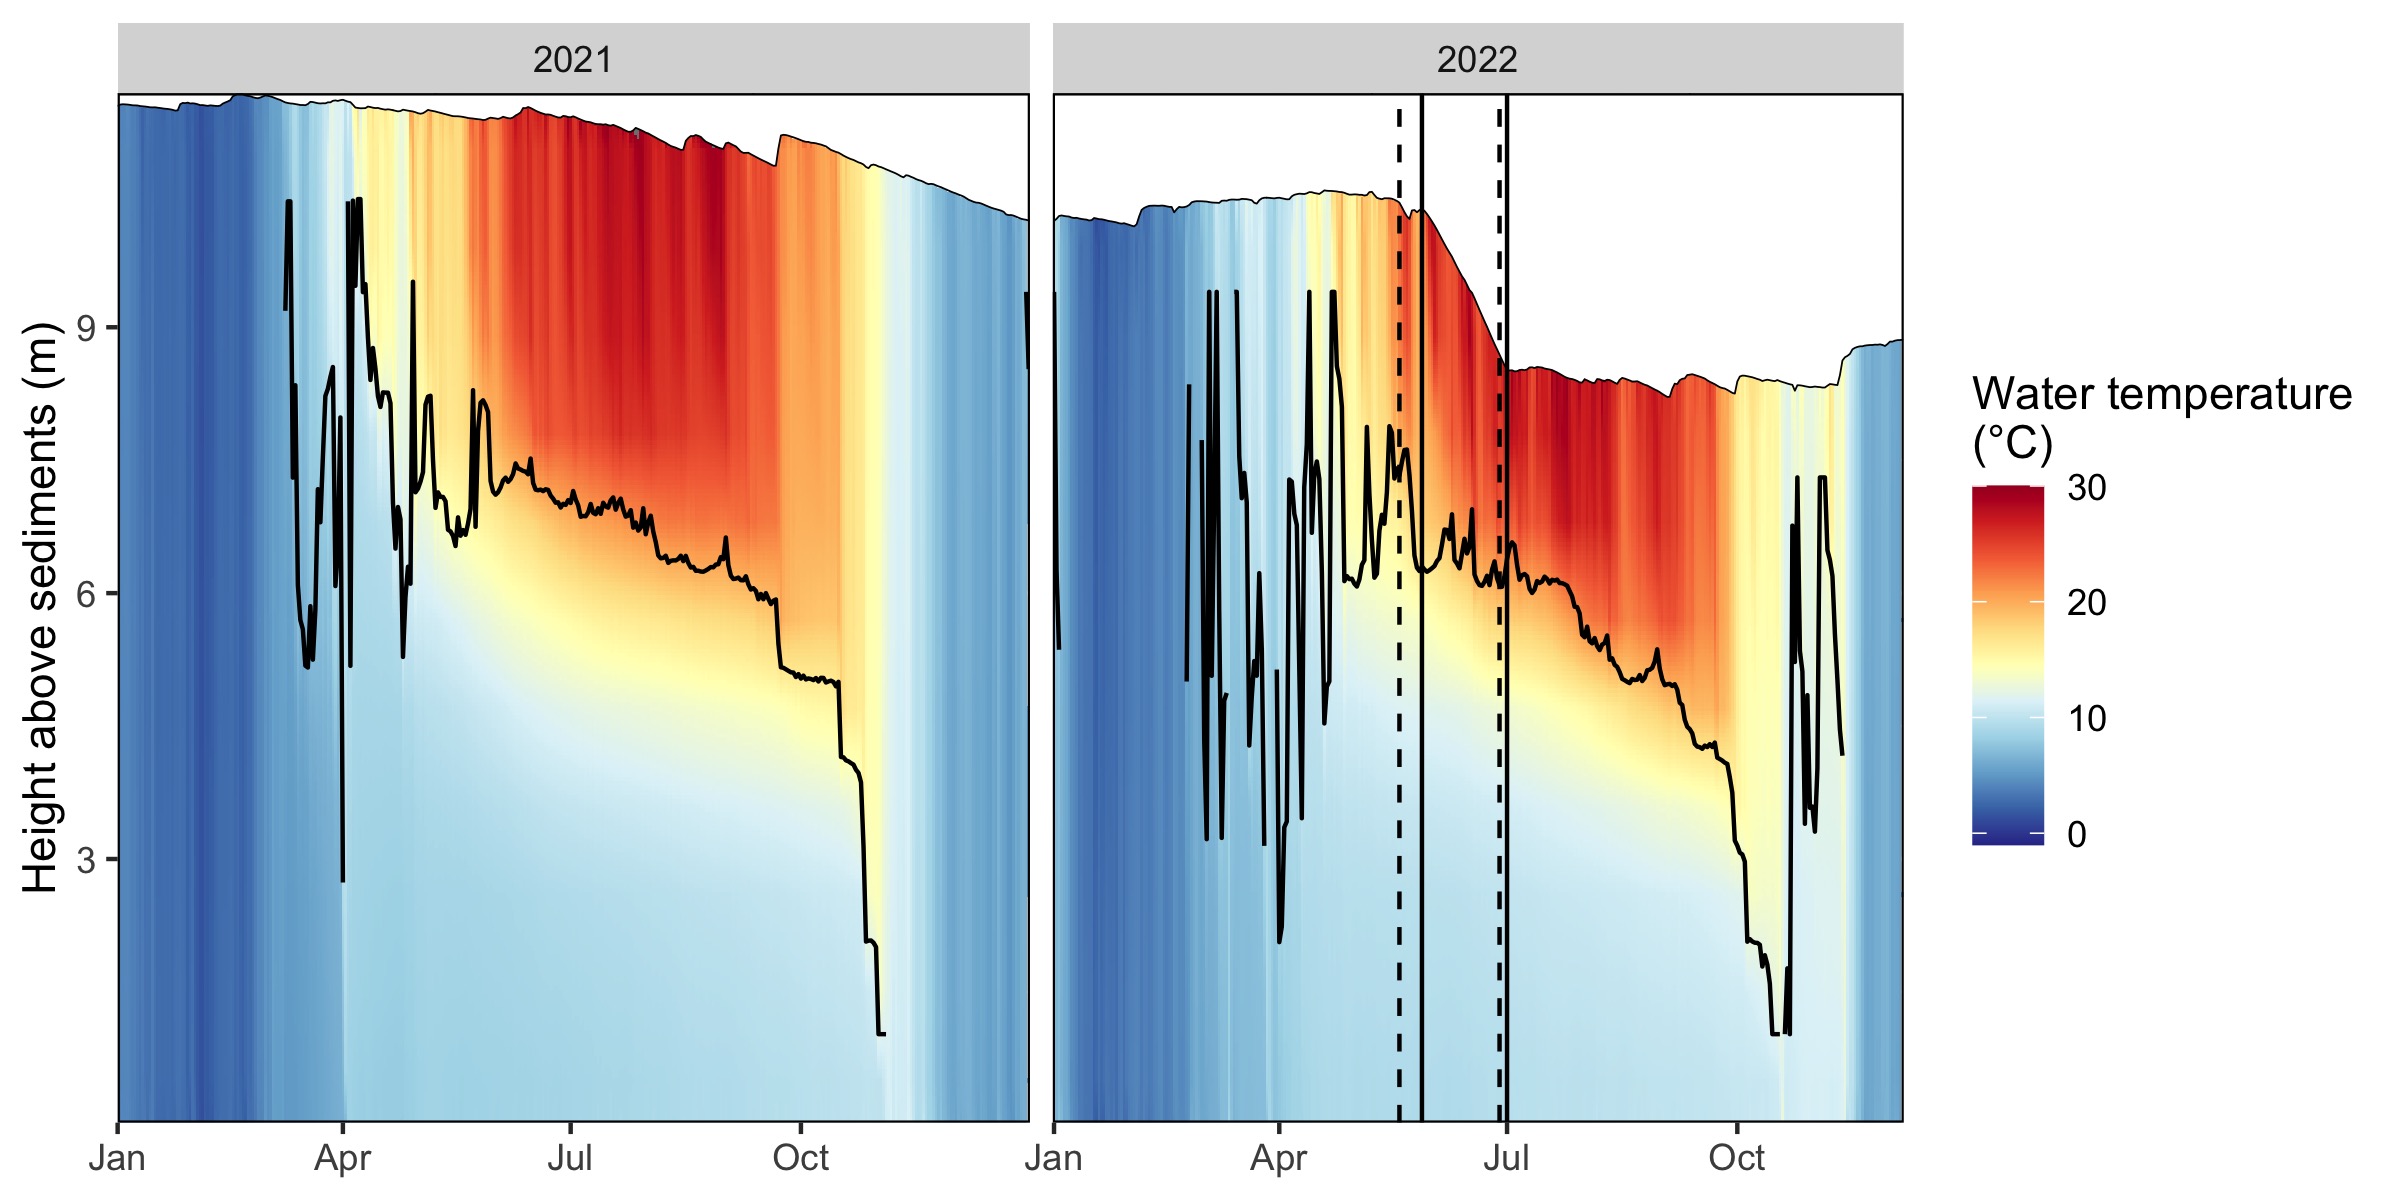 2021
2022
Height above sediments (m)
9
6
3
Jan
Apr
Jul
Oct
Jan
Apr
Jul
Oct
Water temperature
(°C)
30
20
10
0